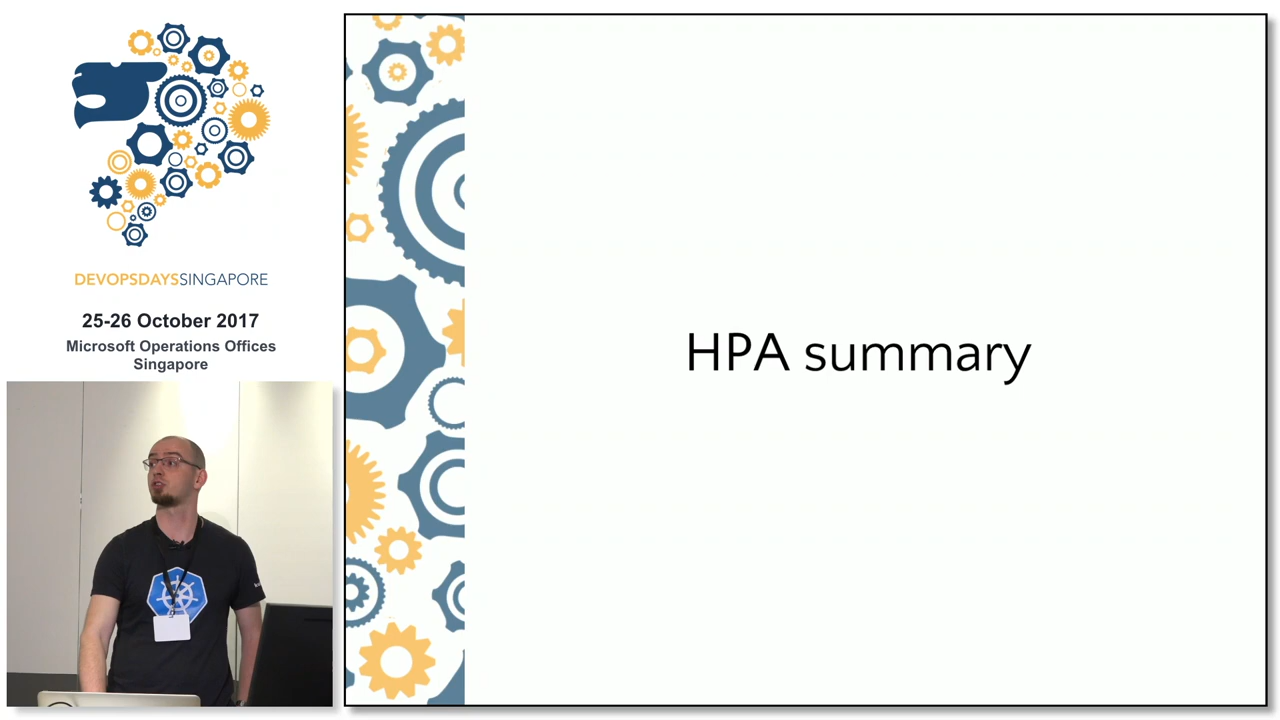 DEVOPSDAYSSINGAPORE
25-26 October 2017
Microsoft Operations Offices
Singapore
HPA summary